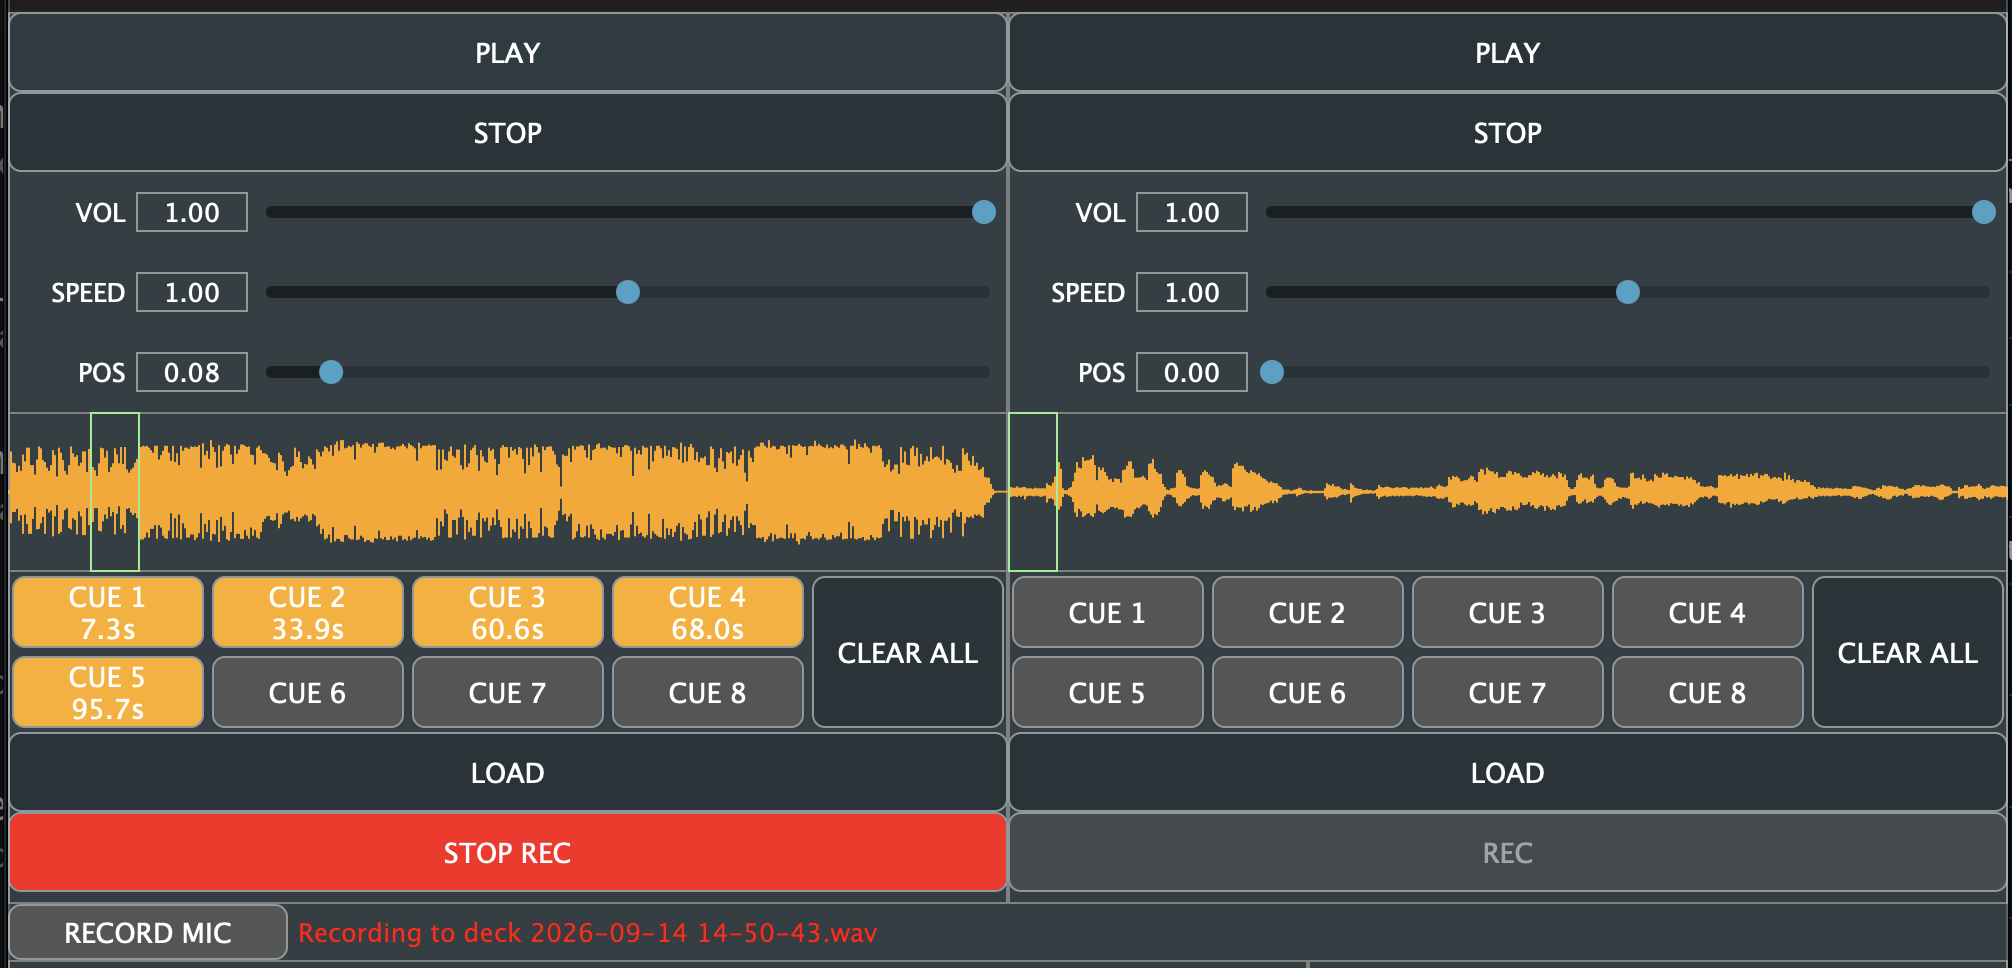 PLAY
STOP
VOL 1.00
SPEED 1.00
POS 0.08
CUE 1
7.3s
CUE 2
33.9s
CUE 3
60.6s
CUE 4
68.0s
CUE 5
95.7s
CUE 6
CUE 7
CUE 8
CLEAR ALL
LOAD
STOP REC
PLAY
STOP
VOL 1.00
SPEED 1.00
POS 0.00
CUE 1
CUE 2
CUE 3
CUE 4
CUE 5
CUE 6
CUE 7
CUE 8
CLEAR ALL
LOAD
REC
RECORD MIC
Recording to deck 2026-09-14 14-50-43.wav